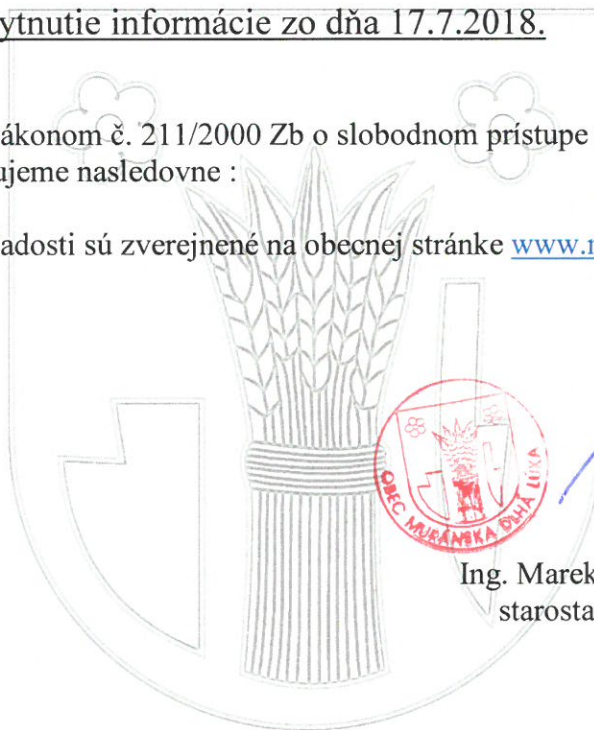 ytnutie informácie zo dňa 17.7.2018.
ákonom č. 211/2000 Zb o slobodnom prístupe
ujeme nasledovne :
adosti sú zverejnené na obecnej stránke www.r
OBEC MURÁNSKA DLHÁ LÚKA
Ing. Marek
starosta